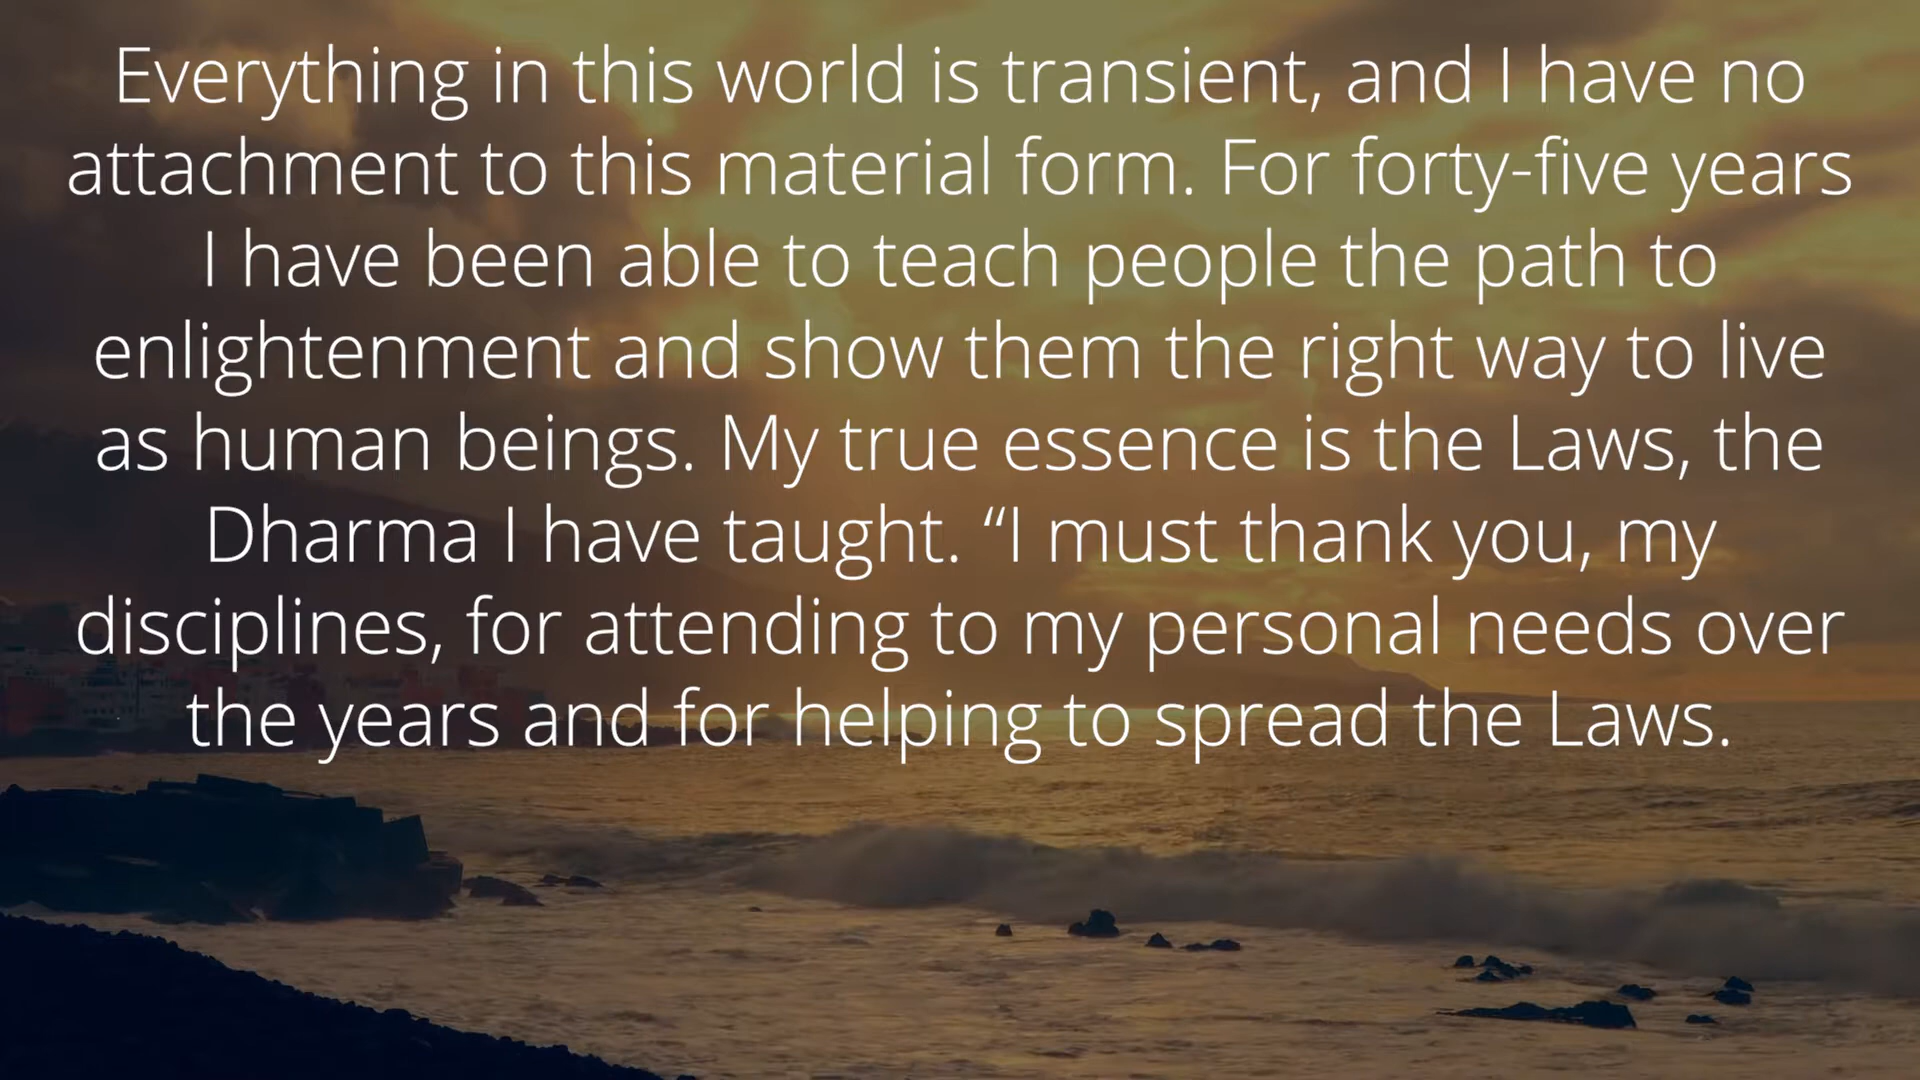 Everything in this world is transient, and I have no
attachment to this material form. For forty-five years
I have been able to teach people the path to
enlightenment and show them the right way to live
as human beings. My true essence is the Laws, the
Dharma I have taught. “I must thank you, my
disciplines, for attending to my personal needs over
the years and for helping to spread the Laws.